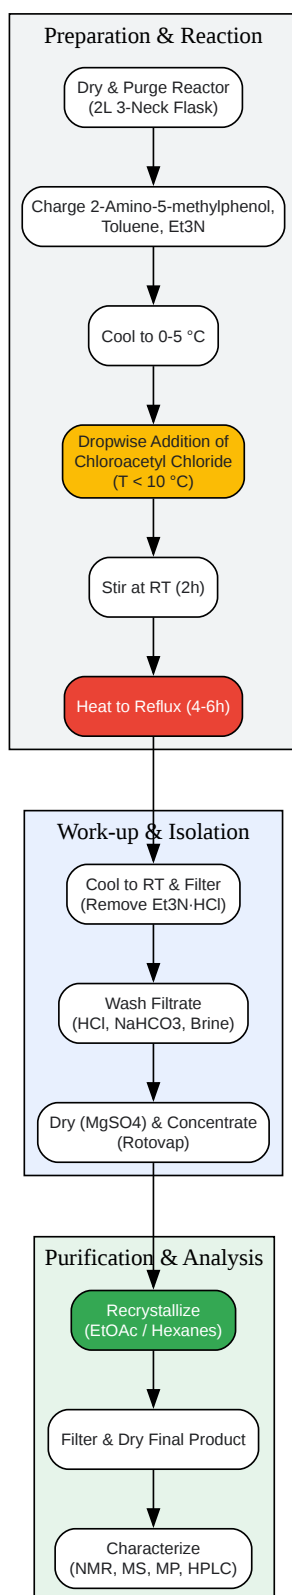 Preparation & Reaction
Dry & Purge Reactor
(2L 3-Neck Flask)
Charge 2-Amino-5-methylphenol,
Toluene, Et3N
Cool to 0-5 °C
Dropwise Addition of
Chloroacetyl Chloride
(T < 10 °C)
Stir at RT (2h)
Heat to Reflux (4-6h)
Work-up & Isolation
Cool to RT & Filter
(Remove Et3N·HCl)
Wash Filtrate
(HCl, NaHCO3, Brine)
Dry (MgSO4) & Concentrate
(Rotovap)
Purification & Analysis
Recrystallize
(EtOAc / Hexanes)
Filter & Dry Final Product
Characterize
(NMR, MS, MP, HPLC)